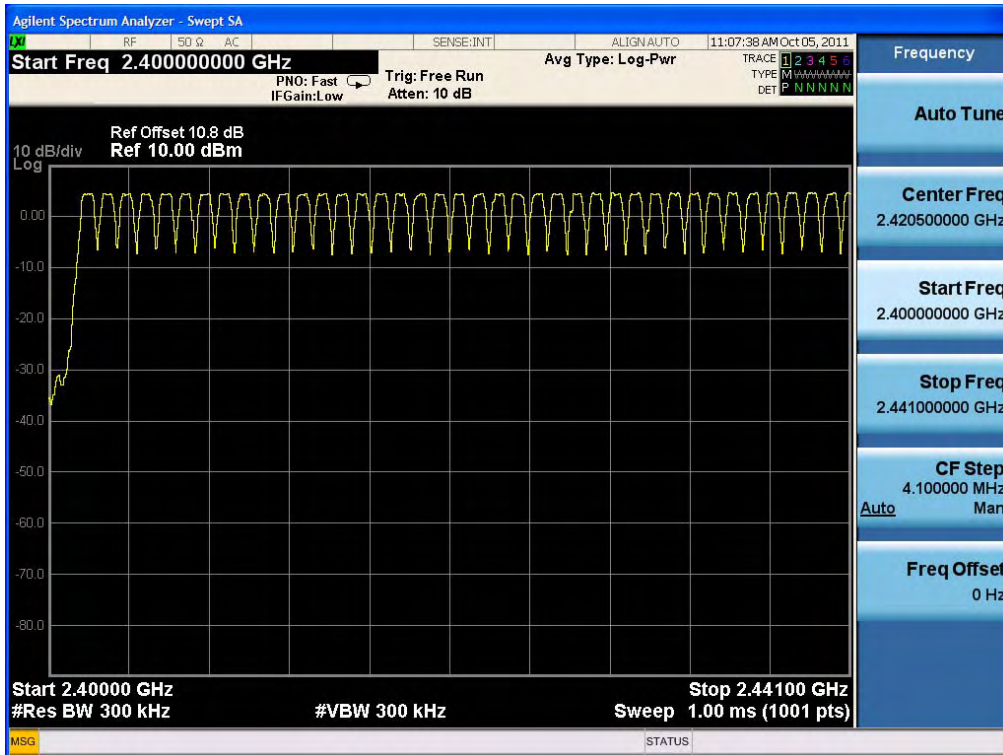 Agilent Spectrum Analyzer - Swept SA
LXI RF 50 Ω AC SENSE:INT ALIGN AUTO 11:07:38 AM Oct 05, 2011
Start Freq 2.400000000 GHz
PNO: Fast
IFGain:Low
Trig: Free Run
Atten: 10 dB
Avg Type: Log-Pwr
TRACE 1 2 3 4 5 6
TYPE M
DET P N N N N N
Ref Offset 10.8 dB
10 dB/div Ref 10.00 dBm
Log
0.00
-10.0
-20.0
-30.0
-40.0
-50.0
-60.0
-70.0
-80.0
Start 2.40000 GHz Stop 2.44100 GHz
#Res BW 300 kHz #VBW 300 kHz Sweep 1.00 ms (1001 pts)
MSG STATUS
Frequency
Auto Tune
Center Freq
2.420500000 GHz
Start Freq
2.400000000 GHz
Stop Freq
2.441000000 GHz
CF Step
4.100000 MHz
Auto Man
Freq Offset
0 Hz